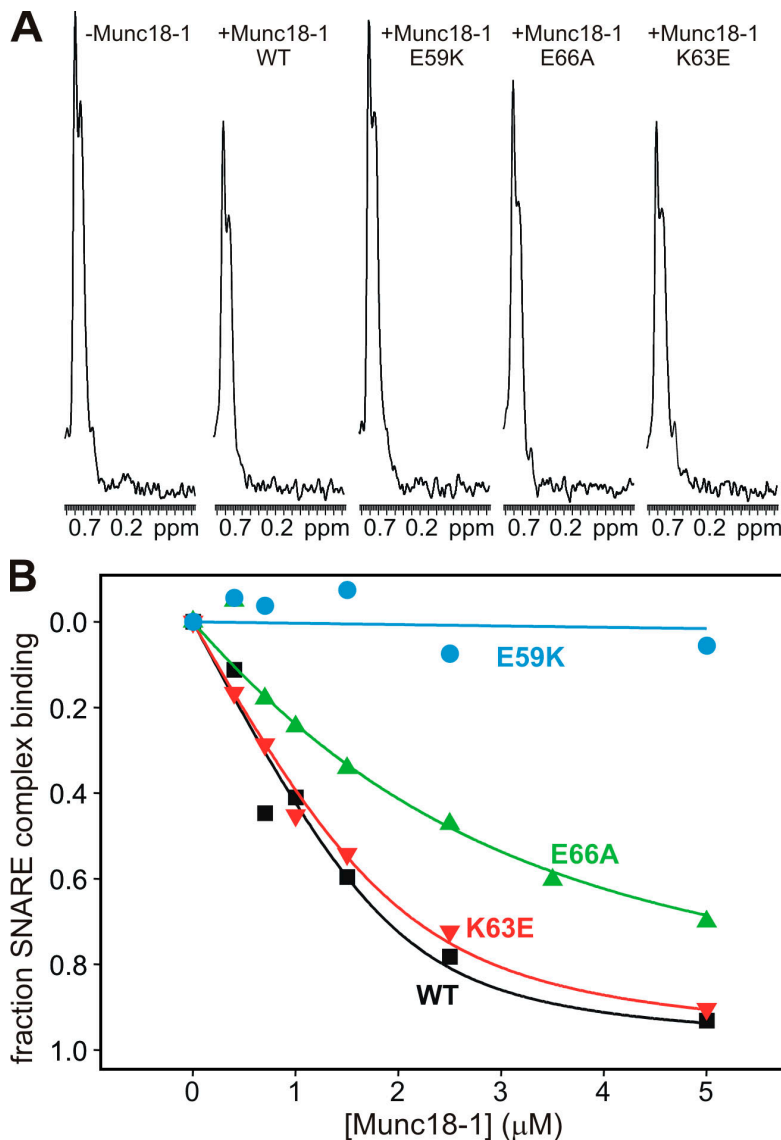 A
-Munc18-1
+Munc18-1
WT
+Munc18-1
E59K
+Munc18-1
E66A
+Munc18-1
K63E
0.7 0.2 ppm
0.7 0.2 ppm
0.7 0.2 ppm
0.7 0.2 ppm
0.7 0.2 ppm
B
fraction SNARE complex binding
0.0
0.2
0.4
0.6
0.8
1.0
E59K
E66A
K63E
WT
0 1 2 3 4 5
[Munc18-1] (μM)